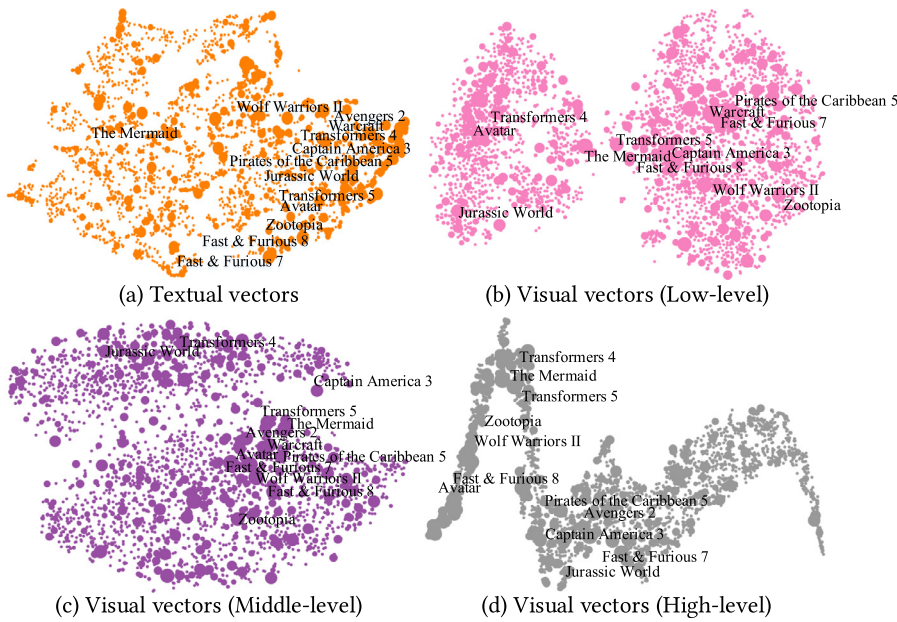 Wolf Warriors II
Avengers 2
Warcraft
The Mermaid
Transformers 4
Captain America 3
Pirates of the Caribbean 5
Jurassic World
Transformers 5
Avatar
Zootopia
Fast & Furious 8
Fast & Furious 7
(a) Textual vectors
Pirates of the Caribbean 5
Warcraft
Transformers 4
Fast & Furious 7
Avatar
Transformers 5
The Mermaid
Captain America 3
Fast & Furious 8
Wolf Warriors II
Zootopia
Jurassic World
(b) Visual vectors (Low-level)
Transformers 4
Jurassic World
Captain America 3
Transformers 5
The Mermaid
Avengers 2
Warcraft
Avatar
Pirates of the Caribbean 5
Fast & Furious 7
Wolf Warriors II
Fast & Furious 8
Zootopia
(c) Visual vectors (Middle-level)
Transformers 4
The Mermaid
Transformers 5
Zootopia
Wolf Warriors II
Fast & Furious 8
Avatar
Pirates of the Caribbean 5
Avengers 2
Captain America 3
Fast & Furious 7
Jurassic World
(d) Visual vectors (High-level)